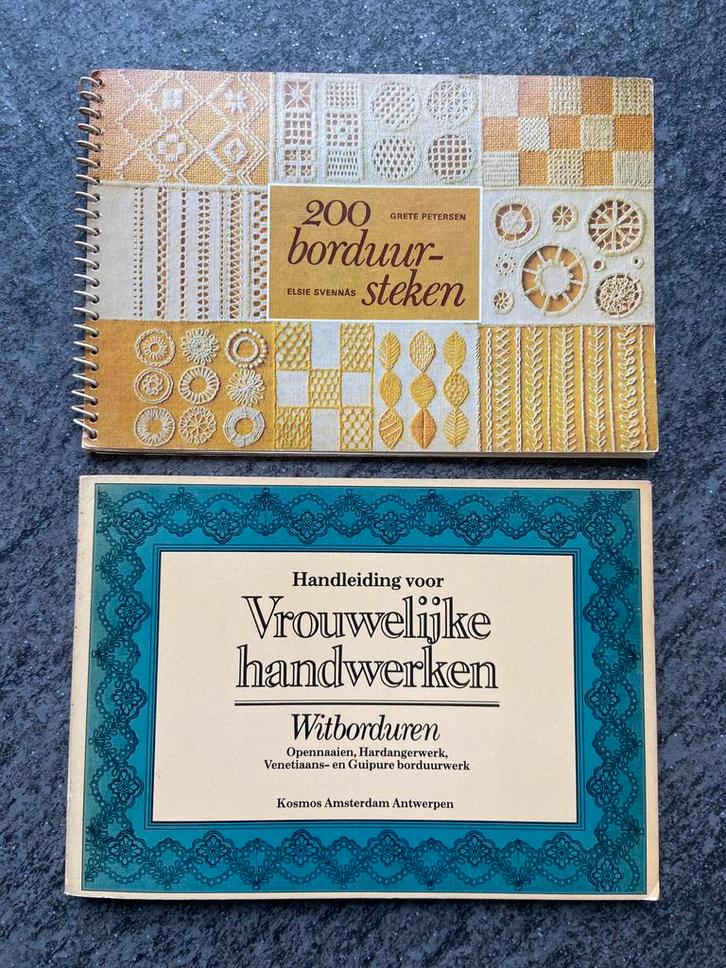 200
GRETE PETERSEN
borduur-
ELSIE SVENNÅS
steken
Handleiding voor
Vrouwelijke
handwerken
Witborduren
Opennaaien, Hardangerwerk,
Venetiaans- en Guipure borduurwerk
Kosmos Amsterdam Antwerpen